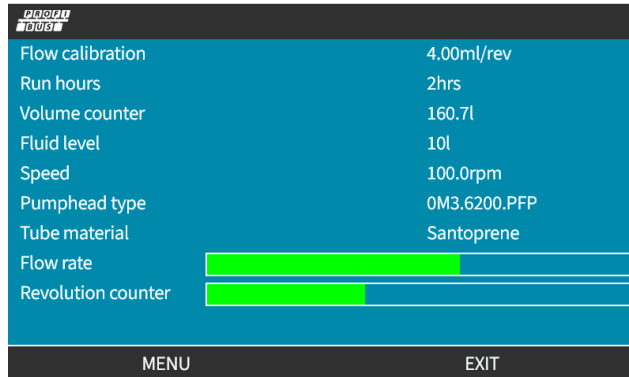 PROFI
BUS
Flow calibration 4.00ml/rev
Run hours 2hrs
Volume counter 160.7l
Fluid level 10l
Speed 100.0rpm
Pumphead type 0M3.6200.PFP
Tube material Santoprene
Flow rate
Revolution counter
MENU EXIT